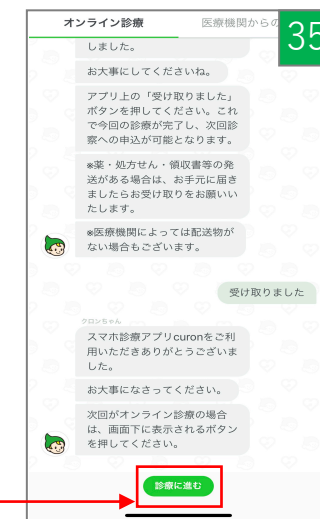 オンライン診療
医療機関からの
35
しました。
お大事にしてくださいね。
アプリ上の「受け取りました」
ボタンを押してください。これ
で今回の診療が完了し、次回診
察への申込が可能となります。
※薬・処方せん・領収書等の発
送がある場合は、お手元に届き
ましたらお受け取りをお願いい
たします。
※医療機関によっては配送物が
ない場合もございます。
受け取りました
クロンちゃん
スマホ診療アプリcuronをご利
用いただきありがとうございま
した。
お大事になさってください。
次回がオンライン診療の場合
は、画面下に表示されるボタン
を押してください。
診療に進む